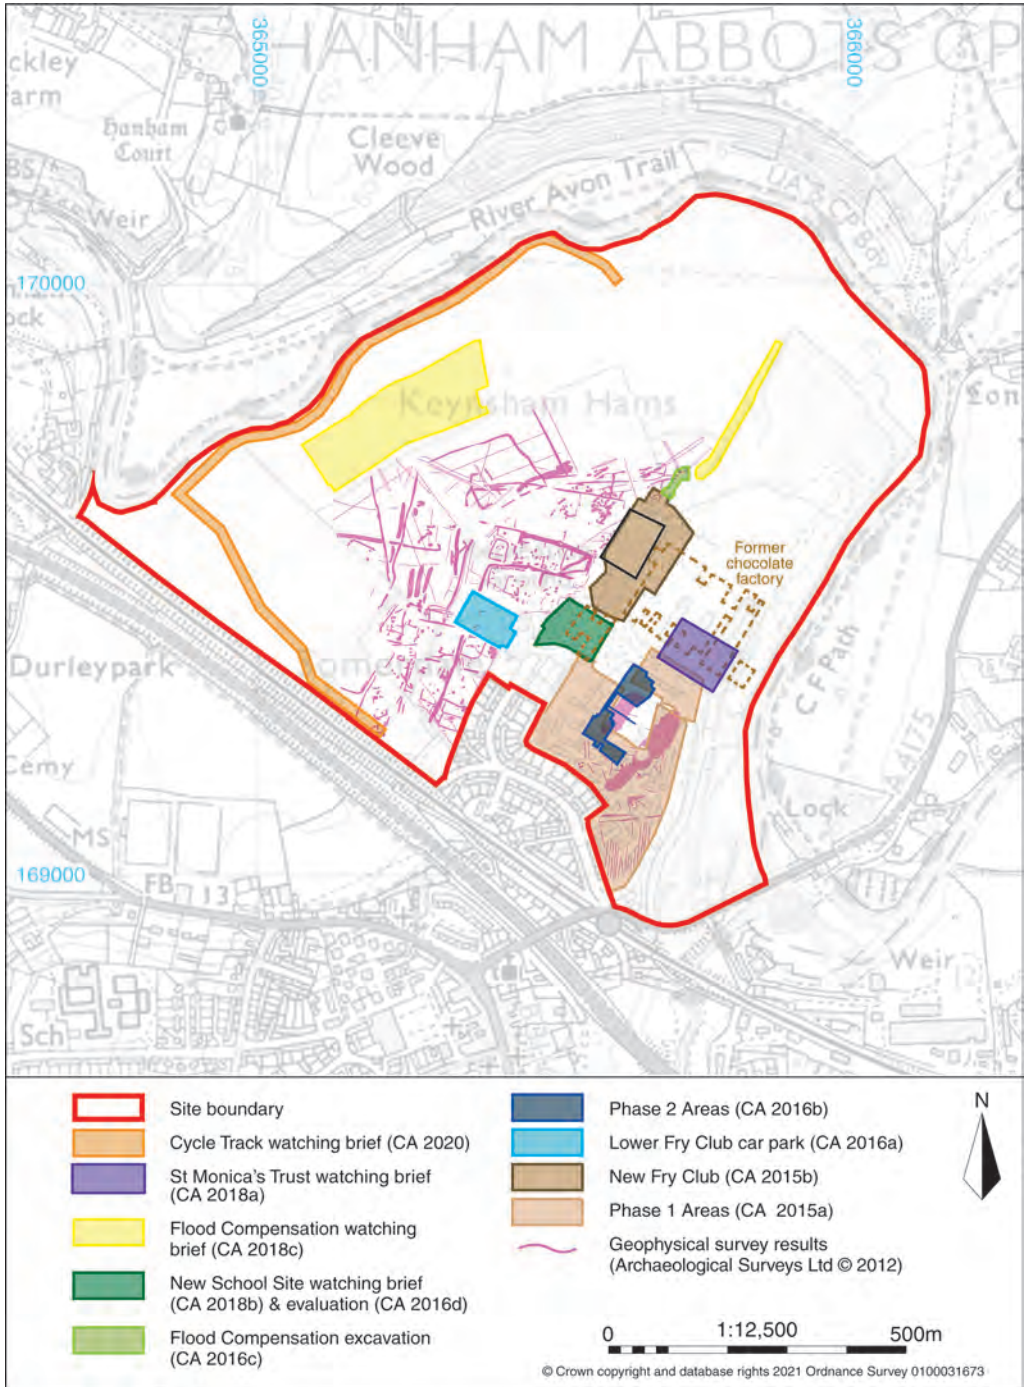 HANHAM ABBOTS CP
365000
366000
ckley
arm
Hanham
Court
Cleeve
Wood
BS
Weir
River Avon Trail
170000
ock
Keynsham Hams
Lon
Former
chocolate
factory
Durleypark
C.F Path
A4175
Cemy
MS
Lock
169000
FB
13
Weir
Sch
Site boundary
Cycle Track watching brief (CA 2020)
St Monica's Trust watching brief
(CA 2018a)
Flood Compensation watching
brief (CA 2018c)
New School Site watching brief
(CA 2018b) & evaluation (CA 2016d)
Flood Compensation excavation
(CA 2016c)
Phase 2 Areas (CA 2016b)
Lower Fry Club car park (CA 2016a)
New Fry Club (CA 2015b)
Phase 1 Areas (CA 2015a)
Geophysical survey results
(Archaeological Surveys Ltd © 2012)
N
0 1:12,500 500m
© Crown copyright and database rights 2021 Ordnance Survey 0100031673